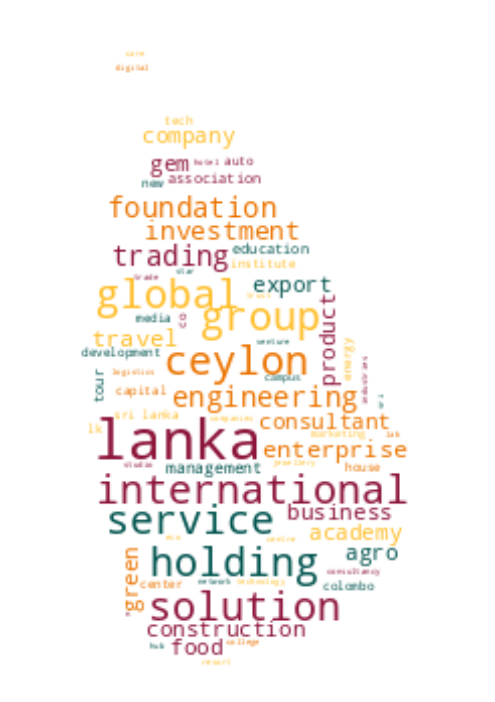 care
digital
tech
company
gem hotel auto
new association
foundation
investment
trading education
star institute
trade
global export
travel
group product
media co
venture
development ceylon energy
tour logistics campus industries
capital engineering sri
sri lanka companies consultant
lk marketing lab
lanka enterprise
studio management jewellery house
international
service business
academy
eco device
holding agro
green consultancy
center network technology colombo
solution
construction
hub food college
resort